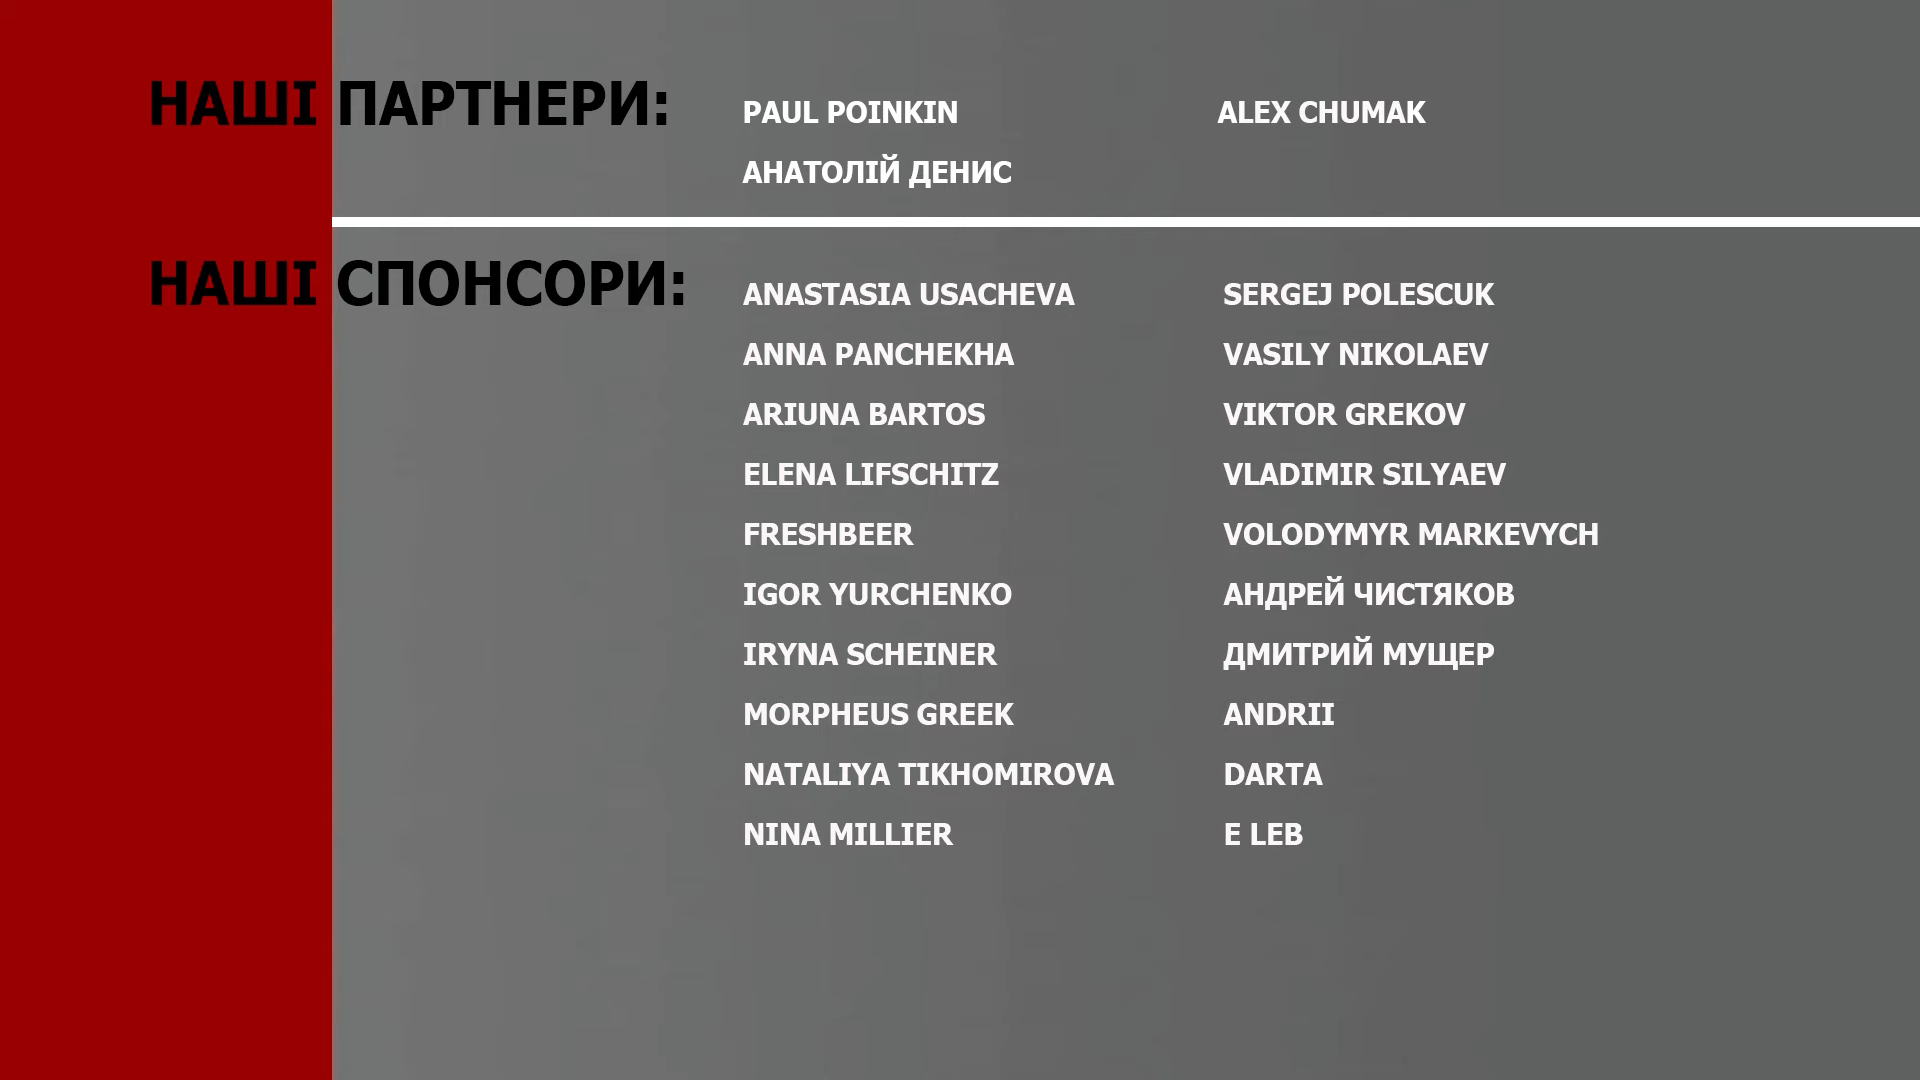 НАШІ ПАРТНЕРИ:
PAUL POINKIN
ALEX CHUMAK
АНАТОЛІЙ ДЕНИС
НАШІ СПОНСОРИ:
ANASTASIA USACHEVA
ANNA PANCHEKHA
ARIUNA BARTOS
ELENA LIFSCHITZ
FRESHBEER
IGOR YURCHENKO
IRYNA SCHEINER
MORPHEUS GREEK
NATALIYA TIKHOMIROVA
NINA MILLIER
SERGEJ POLESCUK
VASILY NIKOLAEV
VIKTOR GREKOV
VLADIMIR SILYAEV
VOLODYMYR MARKEVYCH
АНДРЕЙ ЧИСТЯКОВ
ДМИТРИЙ МУЩЕР
ANDRII
DARTA
E LEB